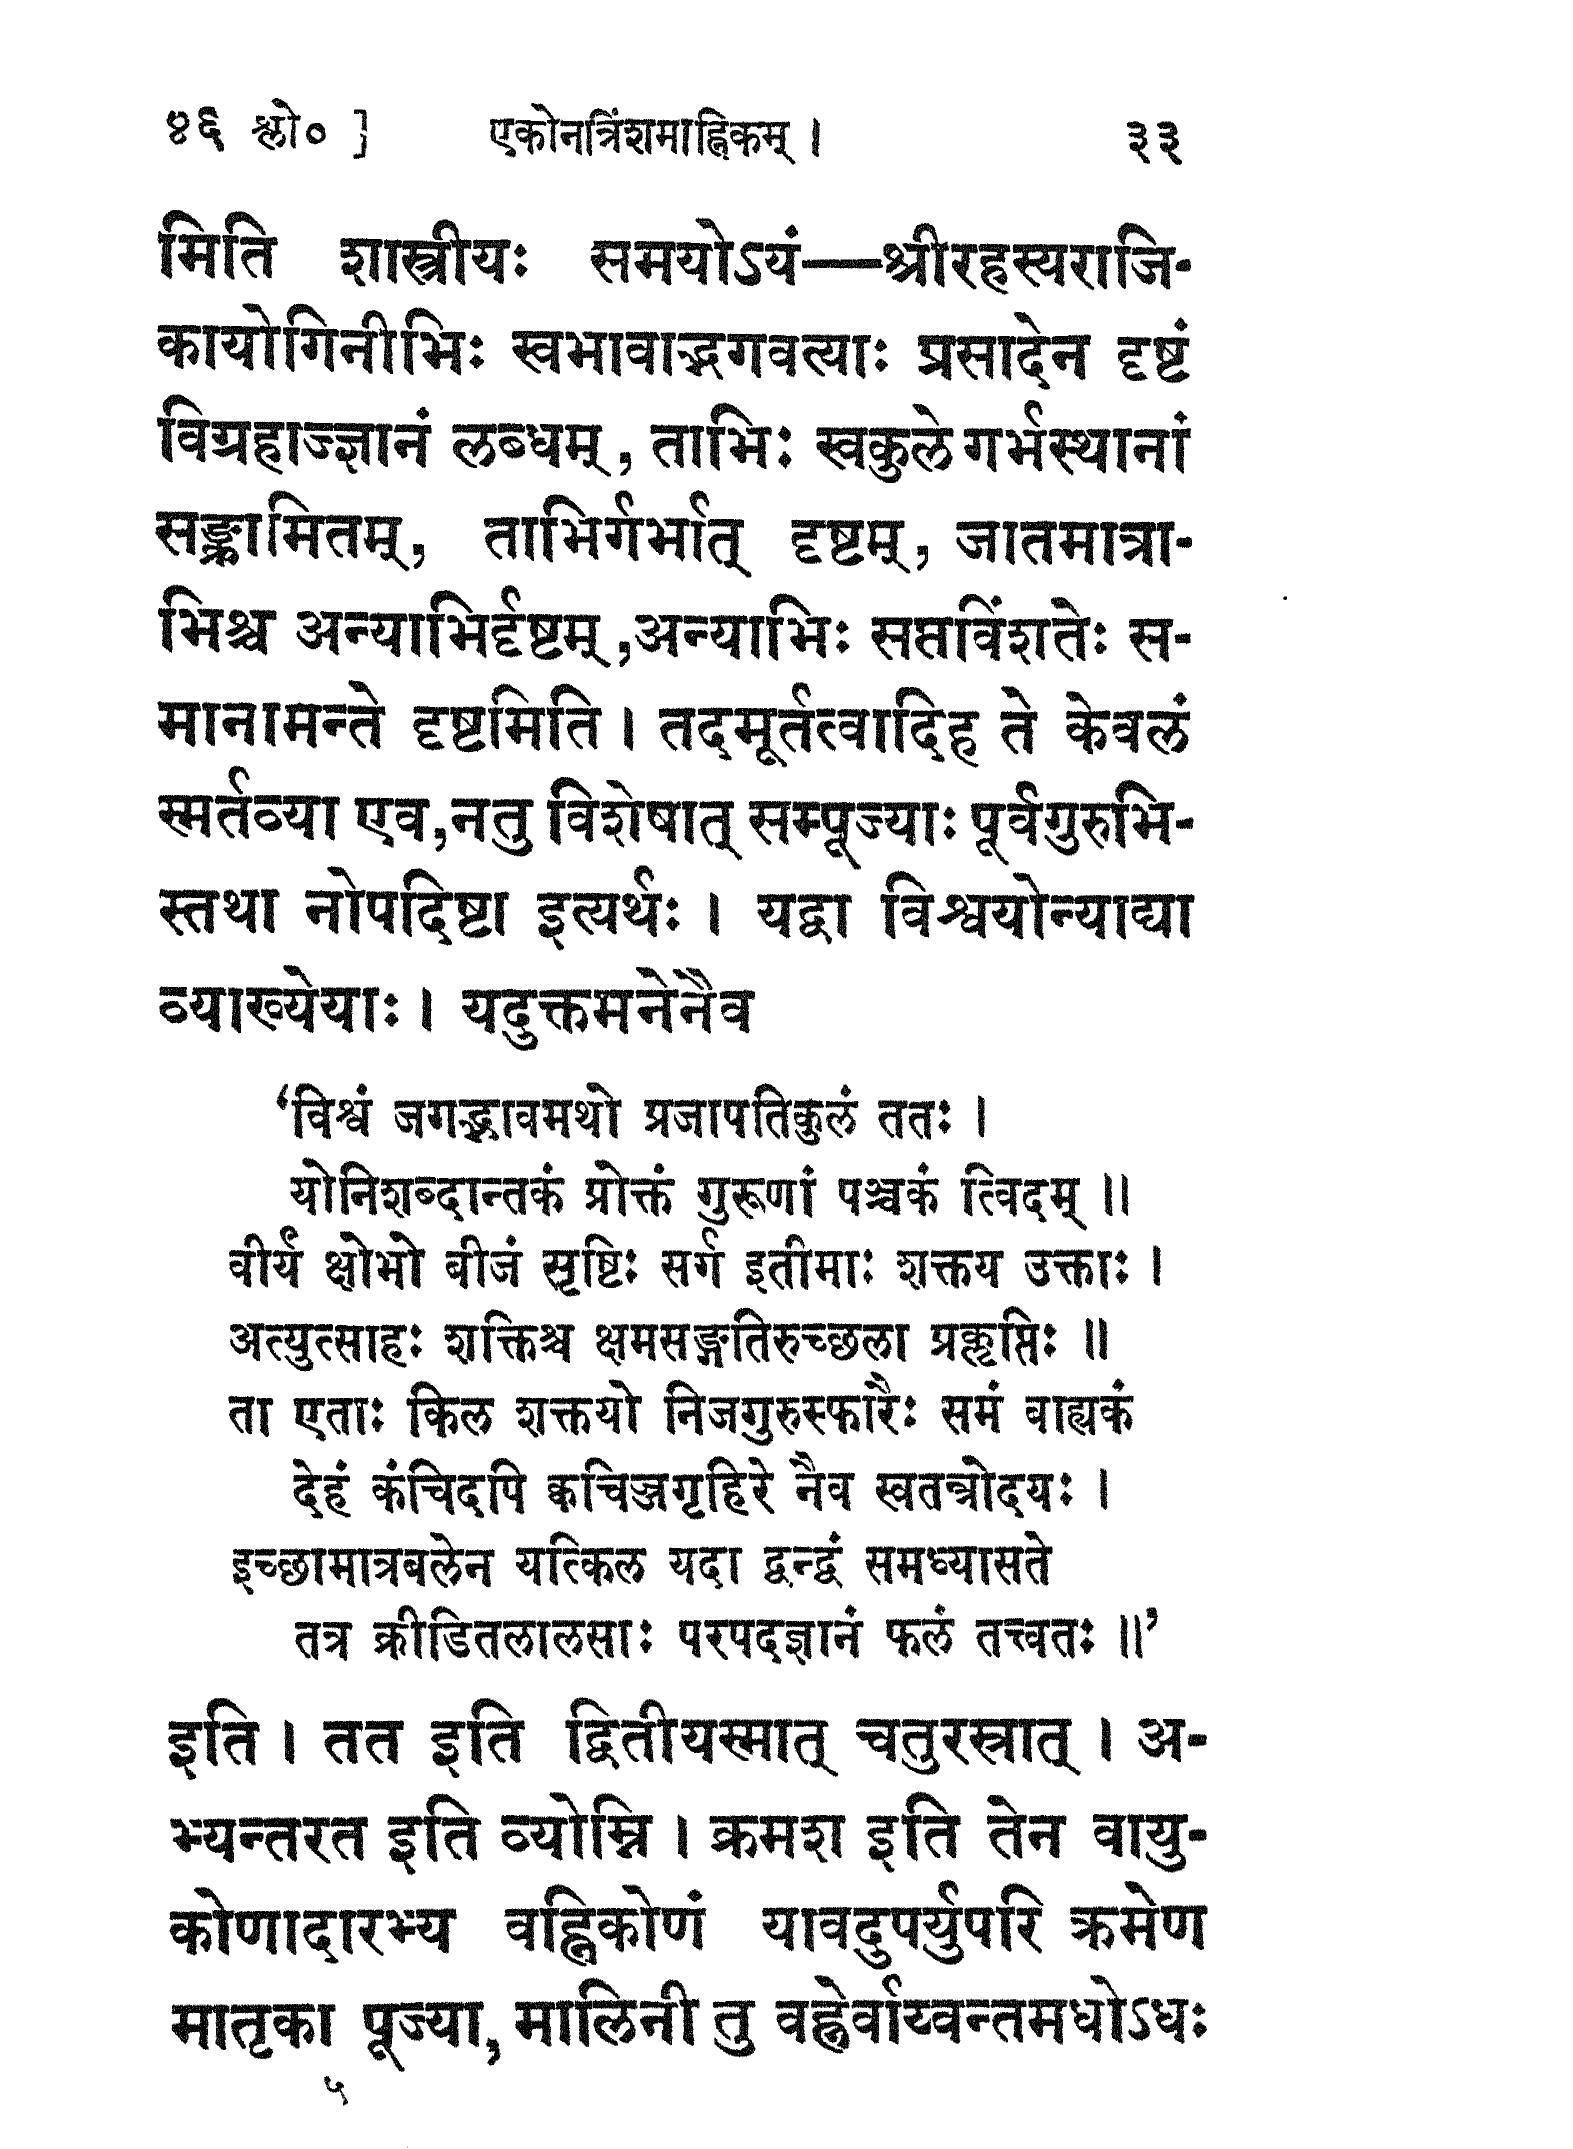 ४६ श्लो० ] एकोनत्रिंशमाह्निकम् । ३३
मिति शास्त्रीयः समयोऽयं—श्रीरहस्यराजि-
कायोगिनीभिः स्वभावाद्भगवत्याः प्रसादेन दृष्टं
विग्रहाज्ज्ञानं लब्धम्, ताभिः स्वकुले गर्भस्थानां
सङ्क्रामितम्, ताभिर्गर्भात् दृष्टम्, जातमात्रा-
भिश्च अन्याभिर्दृष्टम्,अन्याभिः सप्तविंशतेः स-
मानामन्ते दृष्टमिति । तदमूर्तत्वादिह ते केवलं
स्मर्तव्या एव,नतु विशेषात् सम्पूज्याः पूर्वगुरुभि-
स्तथा नोपदिष्टा इत्यर्थः । यद्वा विश्वयोन्याद्या
व्याख्येयाः । यदुक्तमनेनैव
‘विश्वं जगद्भावमथो प्रजापतिकुलं ततः ।
योनिशब्दान्तकं प्रोक्तं गुरूणां पञ्चकं त्विदम् ॥
वीर्यं क्षोभो बीजं सृष्टिः सर्ग इतीमाः शक्तय उक्ताः ।
अत्युत्साहः शक्तिश्च क्षमसङ्गतिरुच्छला प्रकॢप्तिः ॥
ता एताः किल शक्तयो निजगुरुस्फारैः समं बाह्यकं
देहं कंचिदपि क्वचिज्जगृहिरे नैव स्वतन्त्रोदयः ।
इच्छामात्रबलेन यत्किल यदा द्वन्द्वं समध्यासते
तत्र क्रीडितलालसाः परपदज्ञानं फलं तत्त्वतः ॥’
इति । तत इति द्वितीयस्मात् चतुरस्रात् । अ-
भ्यन्तरत इति व्योम्नि । क्रमश इति तेन वायु-
कोणादारभ्य वह्निकोणं यावदुपर्युपरि क्रमेण
मातृका पूज्या, मालिनी तु वह्नेर्वाय्वन्तमधोऽधः
५